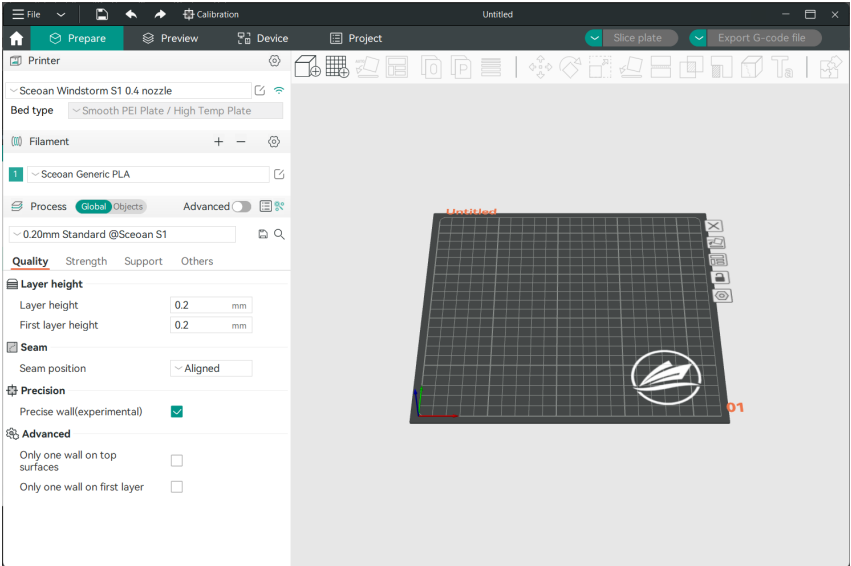 File Calibration Untitled
Prepare Preview Device Project Slice plate Export G-code file
Printer
Sceoan Windstorm S1 0.4 nozzle
Bed type Smooth PEI Plate / High Temp Plate
Filament
1 Sceoan Generic PLA
Process Global Objects Advanced
0.20mm Standard @Sceoan S1
Quality Strength Support Others
Layer height
Layer height 0.2 mm
First layer height 0.2 mm
Seam
Seam position Aligned
Precision
Precise wall(experimental)
Advanced
Only one wall on top
surfaces
Only one wall on first layer
Untitled
01